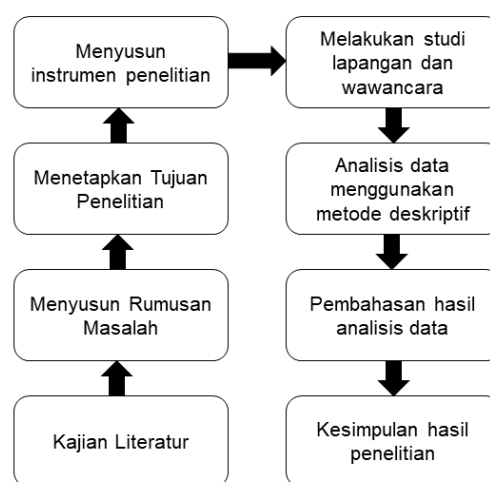 Menyusun
instrumen penelitian
Melakukan studi
lapangan dan
wawancara
Menetapkan Tujuan
Penelitian
Analisis data
menggunakan
metode deskriptif
Menyusun Rumusan
Masalah
Pembahasan hasil
analisis data
Kajian Literatur
Kesimpulan hasil
penelitian